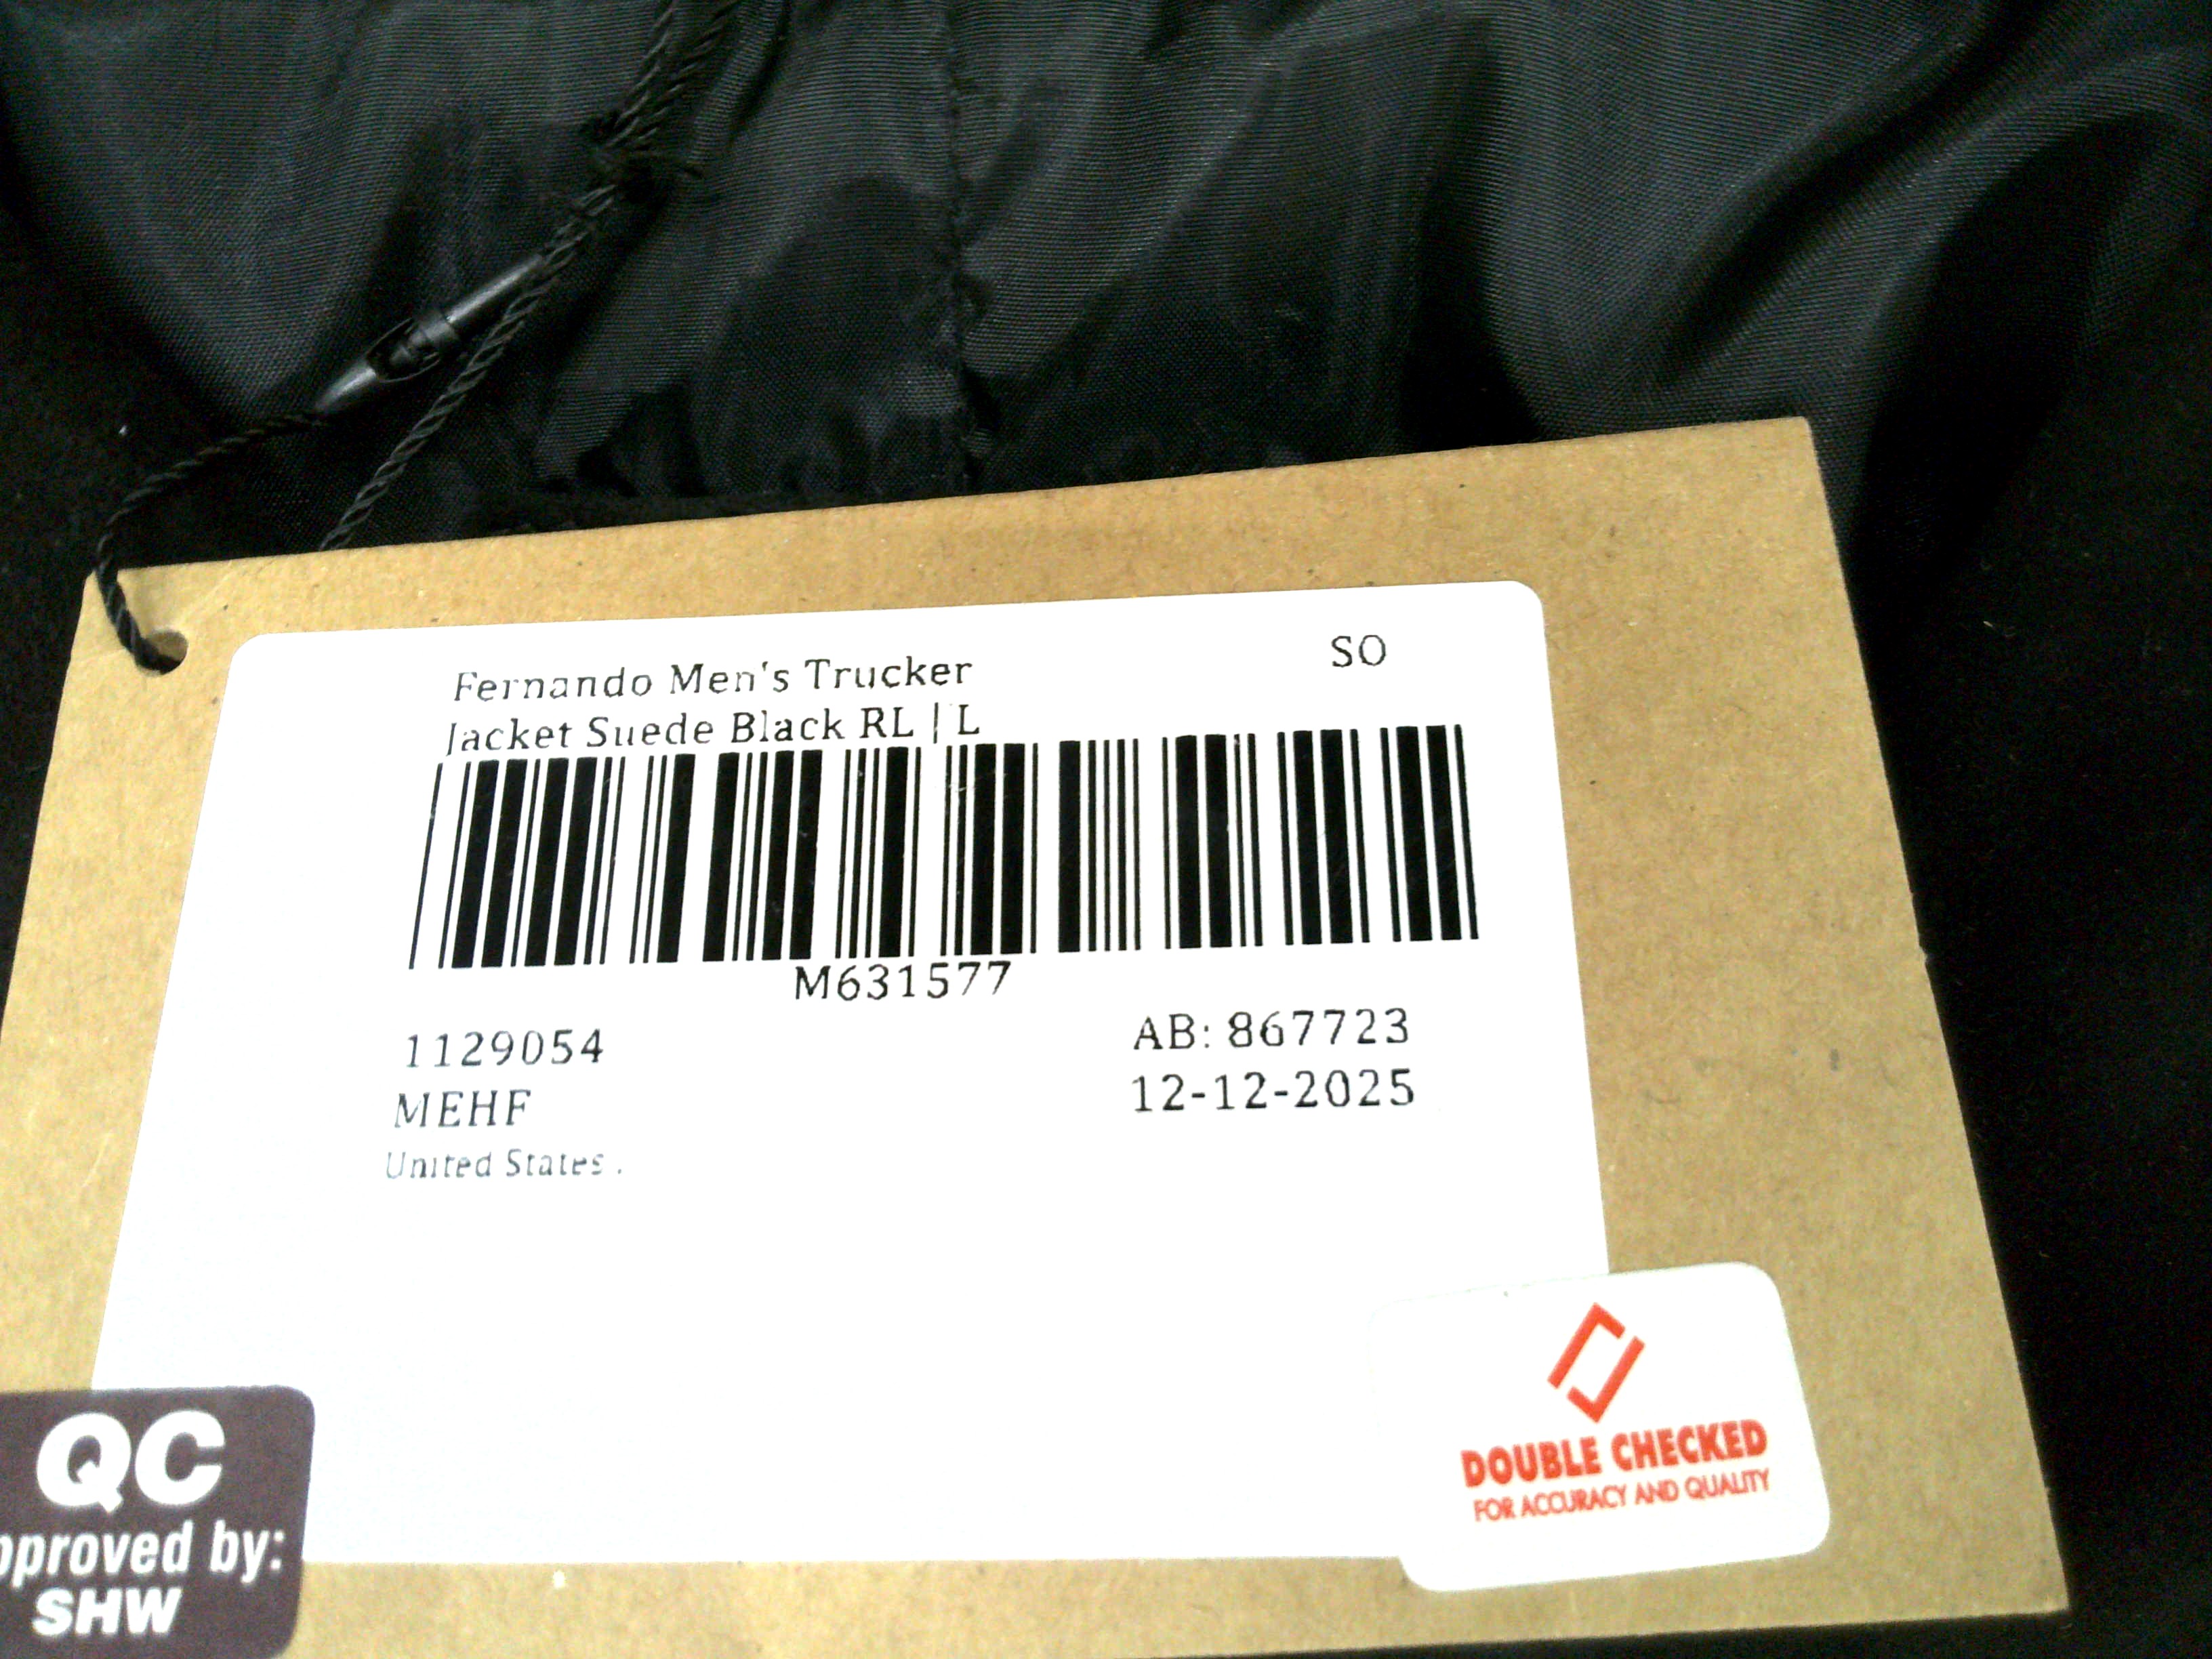 Fernando Men's Trucker
Jacket Suede Black RL | L
SO
M631577
1129054
AB: 867723
MEHF
12-12-2025
United States .
DOUBLE CHECKED
FOR ACCURACY AND QUALITY
QC
pproved by:
SHW